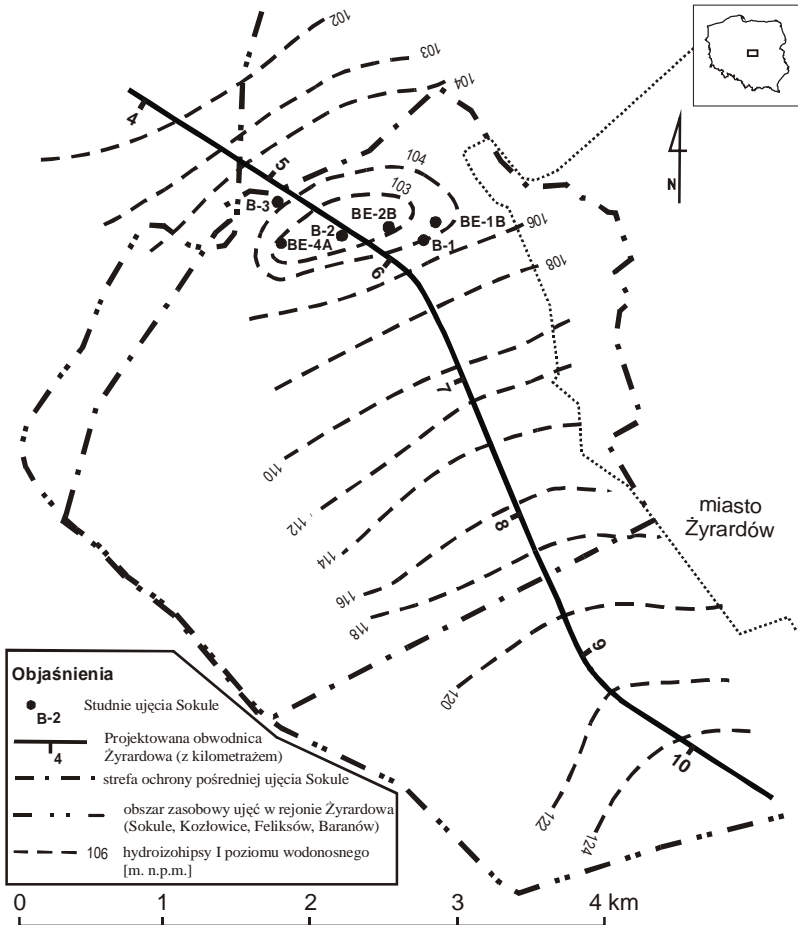 102
103
104
4
5
104
103
B-3
BE-2B
BE-1B
B-2
B-1
BE-4A
106
6
108
N
7
110
112
8
114
116
118
miasto
Żyrardów
9
120
10
122
124
Objaśnienia
Studnie ujęcia Sokule
B-2
Projektowana obwodnica
Żyrardowa (z kilometrażem)
4
strefa ochrony pośredniej ujęcia Sokule
obszar zasobowy ujęć w rejonie Żyrardowa
(Sokule, Kozłowice, Feliksów, Baranów)
106 hydroizohipsy I poziomu wodonosnego
[m. n.p.m.]
0 1 2 3 4 km